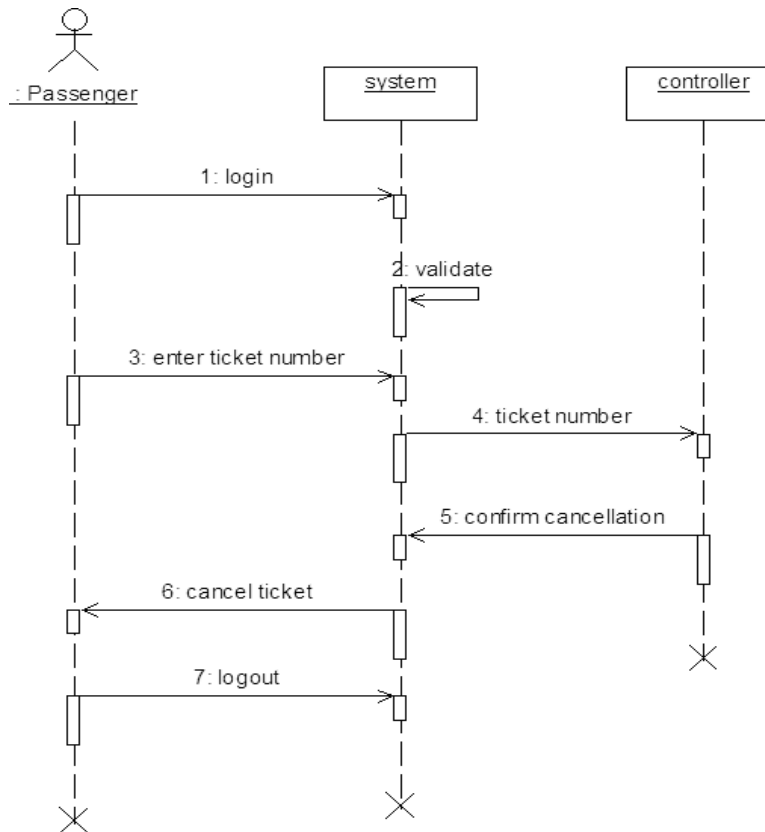 : Passenger
system
controller
1: login
2: validate
3: enter ticket number
4: ticket number
5: confirm cancellation
6: cancel ticket
7: logout